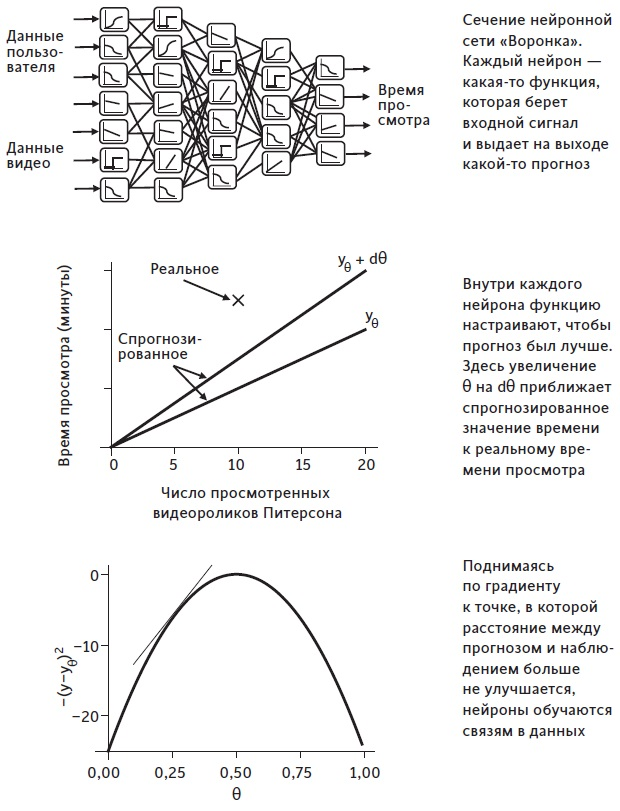 Данные
пользо-
вателя
Данные
видео
Время
про-
смотра
Сечение нейронной
сети «Воронка».
Каждый нейрон —
какая-то функция,
которая берет
входной сигнал
и выдает на выходе
какой-то прогноз
Время просмотра (минуты)
Реальное
Спрогнози-
рованное
yθ + dθ
yθ
0 5 10 15 20
Число просмотренных
видеороликов Питерсона
Внутри каждого
нейрона функцию
настраивают, чтобы
прогноз был лучше.
Здесь увеличение
θ на dθ приближает
спрогнозированное
значение времени
к реальному вре-
мени просмотра
−(y−yθ)²
0
−10
−20
0,00 0,25 0,50 0,75 1,00
θ
Поднимаясь
по градиенту
к точке, в которой
расстояние между
прогнозом и наблю-
дением больше
не улучшается,
нейроны обучаются
связям в данных